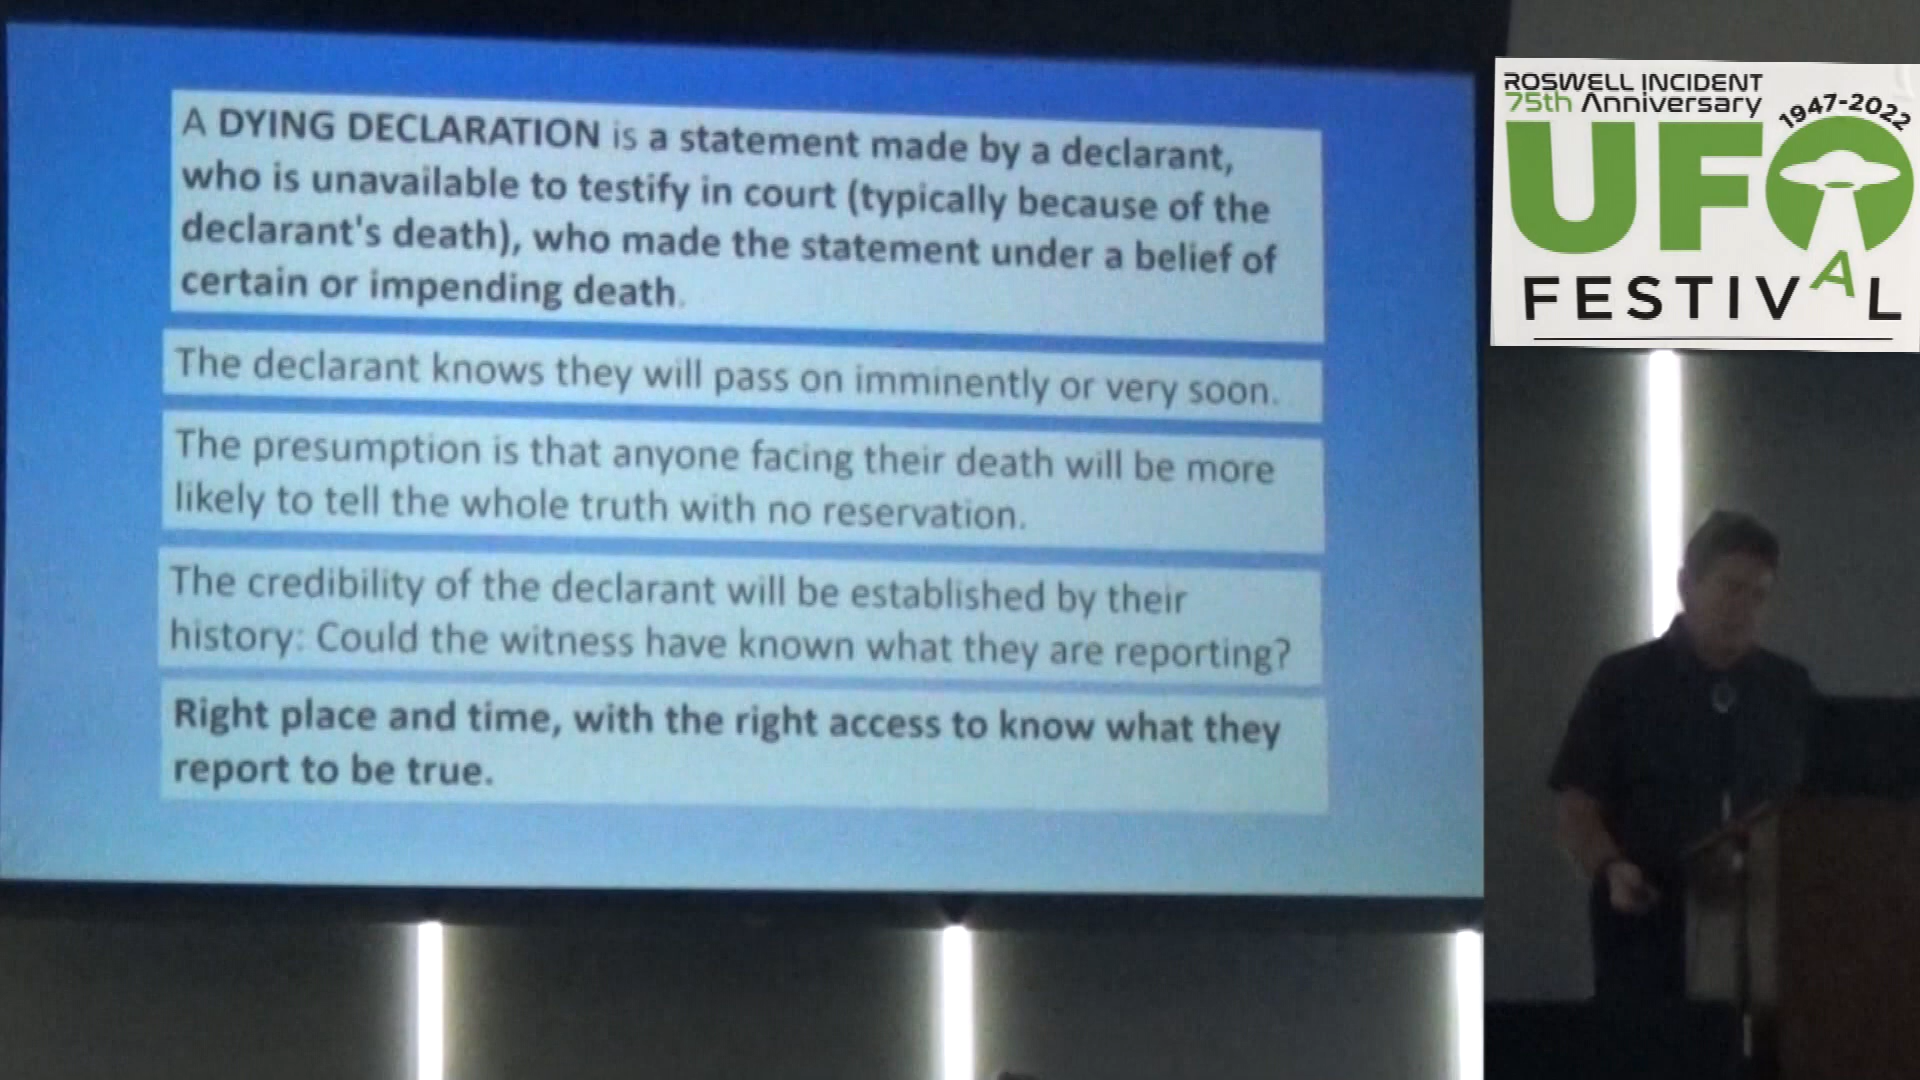 A DYING DECLARATION is a statement made by a declarant,
who is unavailable to testify in court (typically because of the
declarant's death), who made the statement under a belief of
certain or impending death.
The declarant knows they will pass on imminently or very soon.
The presumption is that anyone facing their death will be more
likely to tell the whole truth with no reservation.
The credibility of the declarant will be established by their
history: Could the witness have known what they are reporting?
Right place and time, with the right access to know what they
report to be true.
ROSWELL INCIDENT
75th Anniversary
1947-2022
UFO
FESTIVAL